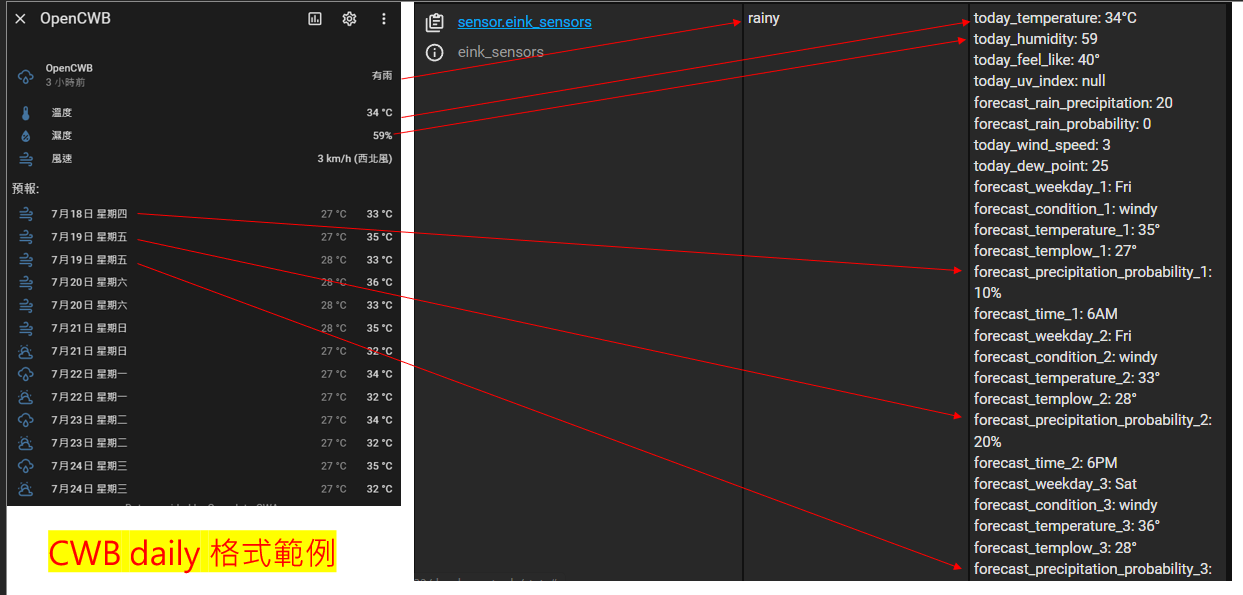 OpenCWB
OpenCWB
3 小時前
有雨
溫度
34 °C
濕度
59%
風速
3 km/h (西北風)
預報:
7月18日 星期四 27 °C 33 °C
7月19日 星期五 27 °C 35 °C
7月19日 星期五 28 °C 33 °C
7月20日 星期六 28 °C 36 °C
7月20日 星期六 28 °C 33 °C
7月21日 星期日 28 °C 35 °C
7月21日 星期日 27 °C 32 °C
7月22日 星期一 27 °C 34 °C
7月22日 星期一 27 °C 32 °C
7月23日 星期二 27 °C 34 °C
7月23日 星期二 27 °C 32 °C
7月24日 星期三 27 °C 35 °C
7月24日 星期三 27 °C 32 °C
CWB daily 格式範例
sensor.eink_sensors
eink_sensors
rainy
today_temperature: 34°C
today_humidity: 59
today_feel_like: 40°
today_uv_index: null
forecast_rain_precipitation: 20
forecast_rain_probability: 0
today_wind_speed: 3
today_dew_point: 25
forecast_weekday_1: Fri
forecast_condition_1: windy
forecast_temperature_1: 35°
forecast_templow_1: 27°
forecast_precipitation_probability_1:
10%
forecast_time_1: 6AM
forecast_weekday_2: Fri
forecast_condition_2: windy
forecast_temperature_2: 33°
forecast_templow_2: 28°
forecast_precipitation_probability_2:
20%
forecast_time_2: 6PM
forecast_weekday_3: Sat
forecast_condition_3: windy
forecast_temperature_3: 36°
forecast_templow_3: 28°
forecast_precipitation_probability_3: